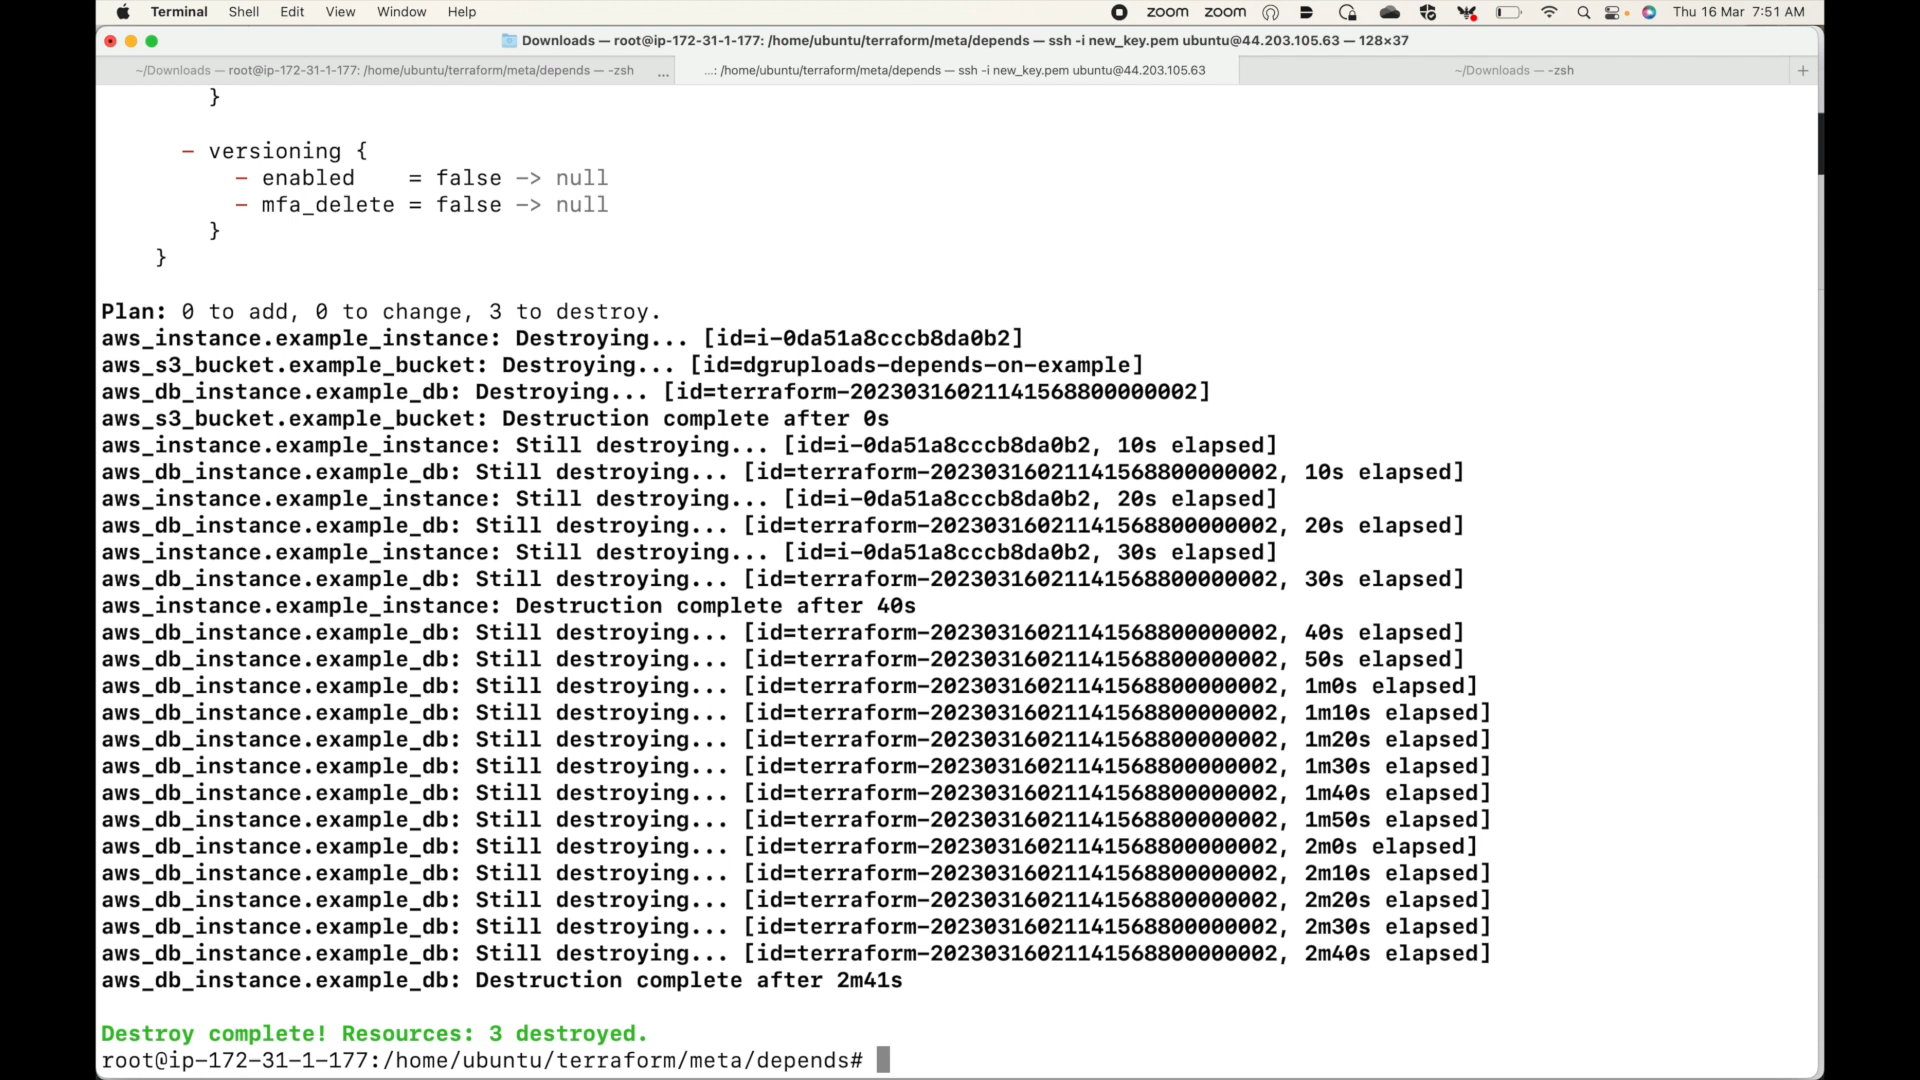 Terminal Shell Edit View Window Help zoom zoom Thu 16 Mar 7:51 AM
Downloads — root@ip-172-31-1-177: /home/ubuntu/terraform/meta/depends — ssh -i new_key.pem ubuntu@44.203.105.63 — 128×37
~/Downloads — root@ip-172-31-1-177: /home/ubuntu/terraform/meta/depends — -zsh ... ...: /home/ubuntu/terraform/meta/depends — ssh -i new_key.pem ubuntu@44.203.105.63 ~/Downloads — -zsh +
}
- versioning {
- enabled    = false -> null
- mfa_delete = false -> null
}
}
Plan: 0 to add, 0 to change, 3 to destroy.
aws_instance.example_instance: Destroying... [id=i-0da51a8cccb8da0b2]
aws_s3_bucket.example_bucket: Destroying... [id=dgruploads-depends-on-example]
aws_db_instance.example_db: Destroying... [id=terraform-20230316021141568800000002]
aws_s3_bucket.example_bucket: Destruction complete after 0s
aws_instance.example_instance: Still destroying... [id=i-0da51a8cccb8da0b2, 10s elapsed]
aws_db_instance.example_db: Still destroying... [id=terraform-20230316021141568800000002, 10s elapsed]
aws_instance.example_instance: Still destroying... [id=i-0da51a8cccb8da0b2, 20s elapsed]
aws_db_instance.example_db: Still destroying... [id=terraform-20230316021141568800000002, 20s elapsed]
aws_instance.example_instance: Still destroying... [id=i-0da51a8cccb8da0b2, 30s elapsed]
aws_db_instance.example_db: Still destroying... [id=terraform-20230316021141568800000002, 30s elapsed]
aws_instance.example_instance: Destruction complete after 40s
aws_db_instance.example_db: Still destroying... [id=terraform-20230316021141568800000002, 40s elapsed]
aws_db_instance.example_db: Still destroying... [id=terraform-20230316021141568800000002, 50s elapsed]
aws_db_instance.example_db: Still destroying... [id=terraform-20230316021141568800000002, 1m0s elapsed]
aws_db_instance.example_db: Still destroying... [id=terraform-20230316021141568800000002, 1m10s elapsed]
aws_db_instance.example_db: Still destroying... [id=terraform-20230316021141568800000002, 1m20s elapsed]
aws_db_instance.example_db: Still destroying... [id=terraform-20230316021141568800000002, 1m30s elapsed]
aws_db_instance.example_db: Still destroying... [id=terraform-20230316021141568800000002, 1m40s elapsed]
aws_db_instance.example_db: Still destroying... [id=terraform-20230316021141568800000002, 1m50s elapsed]
aws_db_instance.example_db: Still destroying... [id=terraform-20230316021141568800000002, 2m0s elapsed]
aws_db_instance.example_db: Still destroying... [id=terraform-20230316021141568800000002, 2m10s elapsed]
aws_db_instance.example_db: Still destroying... [id=terraform-20230316021141568800000002, 2m20s elapsed]
aws_db_instance.example_db: Still destroying... [id=terraform-20230316021141568800000002, 2m30s elapsed]
aws_db_instance.example_db: Still destroying... [id=terraform-20230316021141568800000002, 2m40s elapsed]
aws_db_instance.example_db: Destruction complete after 2m41s
Destroy complete! Resources: 3 destroyed.
root@ip-172-31-1-177:/home/ubuntu/terraform/meta/depends#